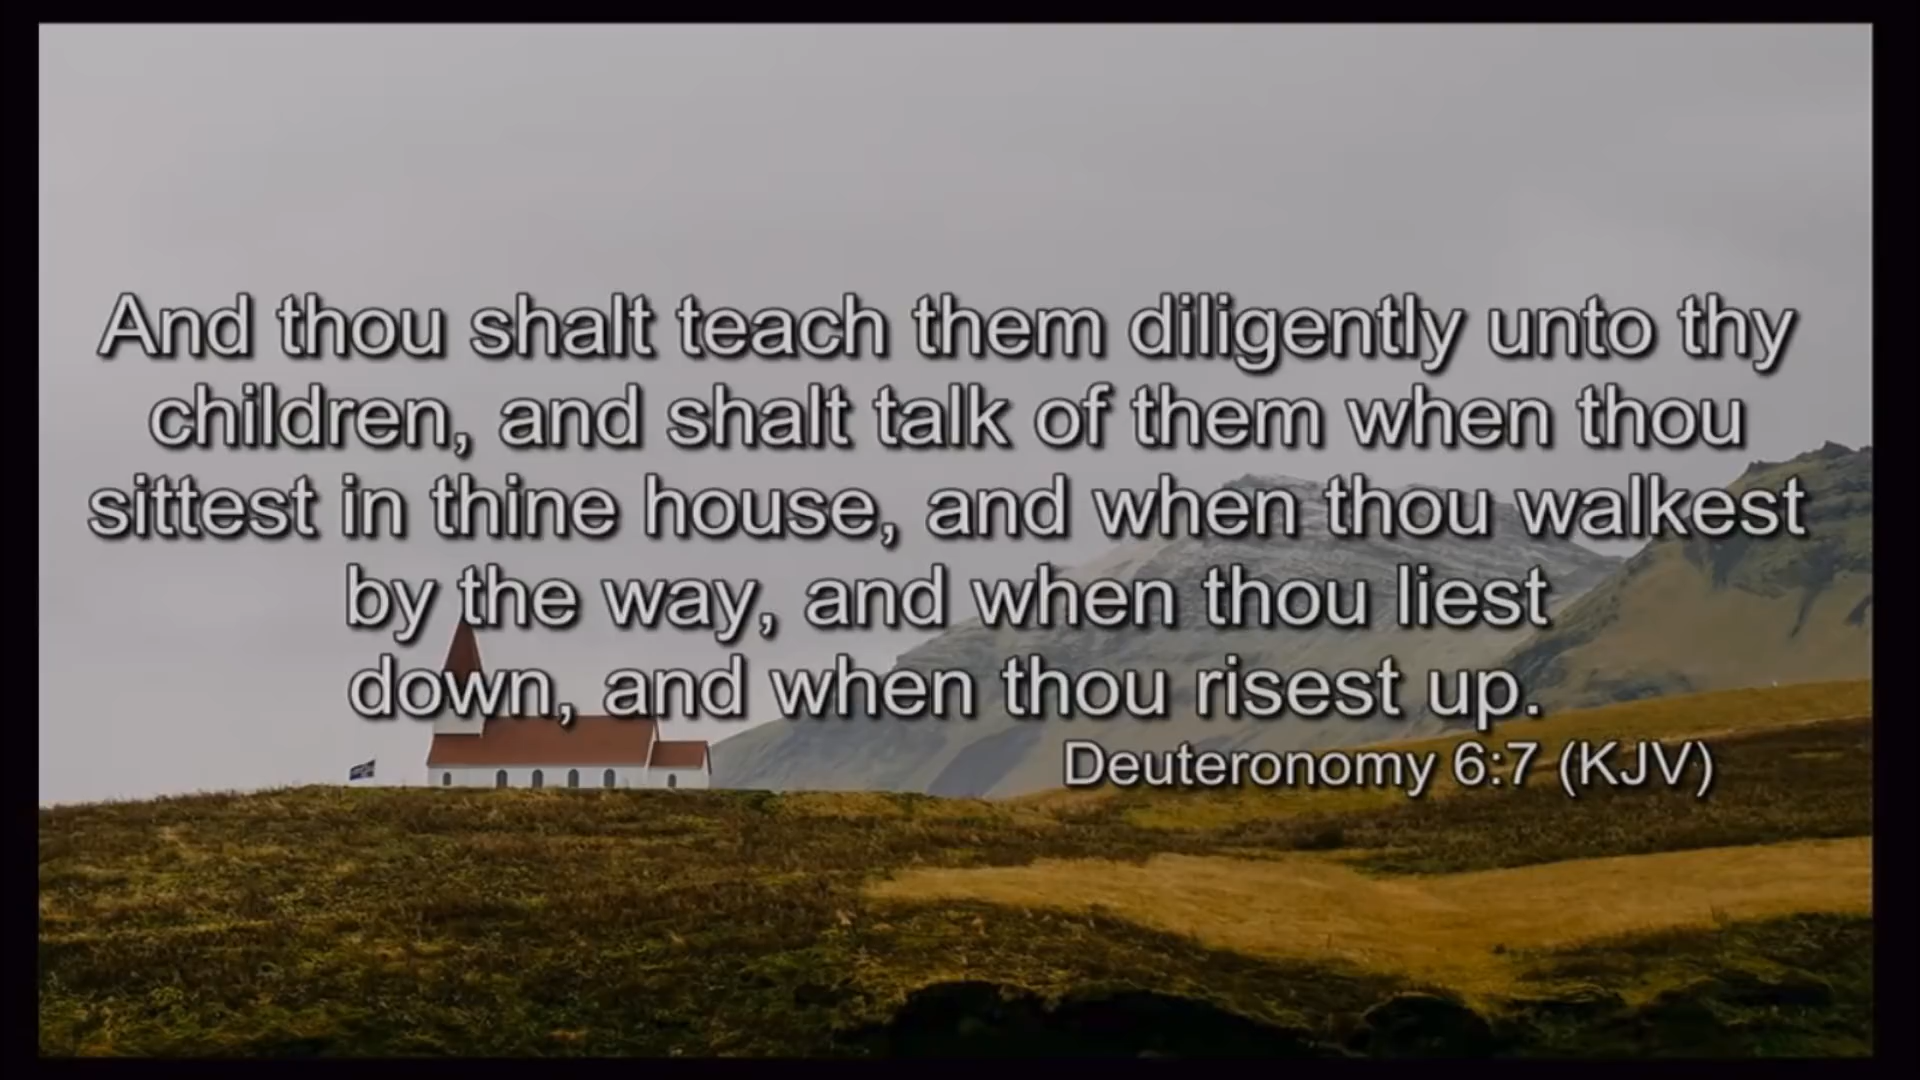 And thou shalt teach them diligently unto thy
children, and shalt talk of them when thou
sittest in thine house, and when thou walkest
by the way, and when thou liest
down, and when thou risest up.
Deuteronomy 6:7 (KJV)